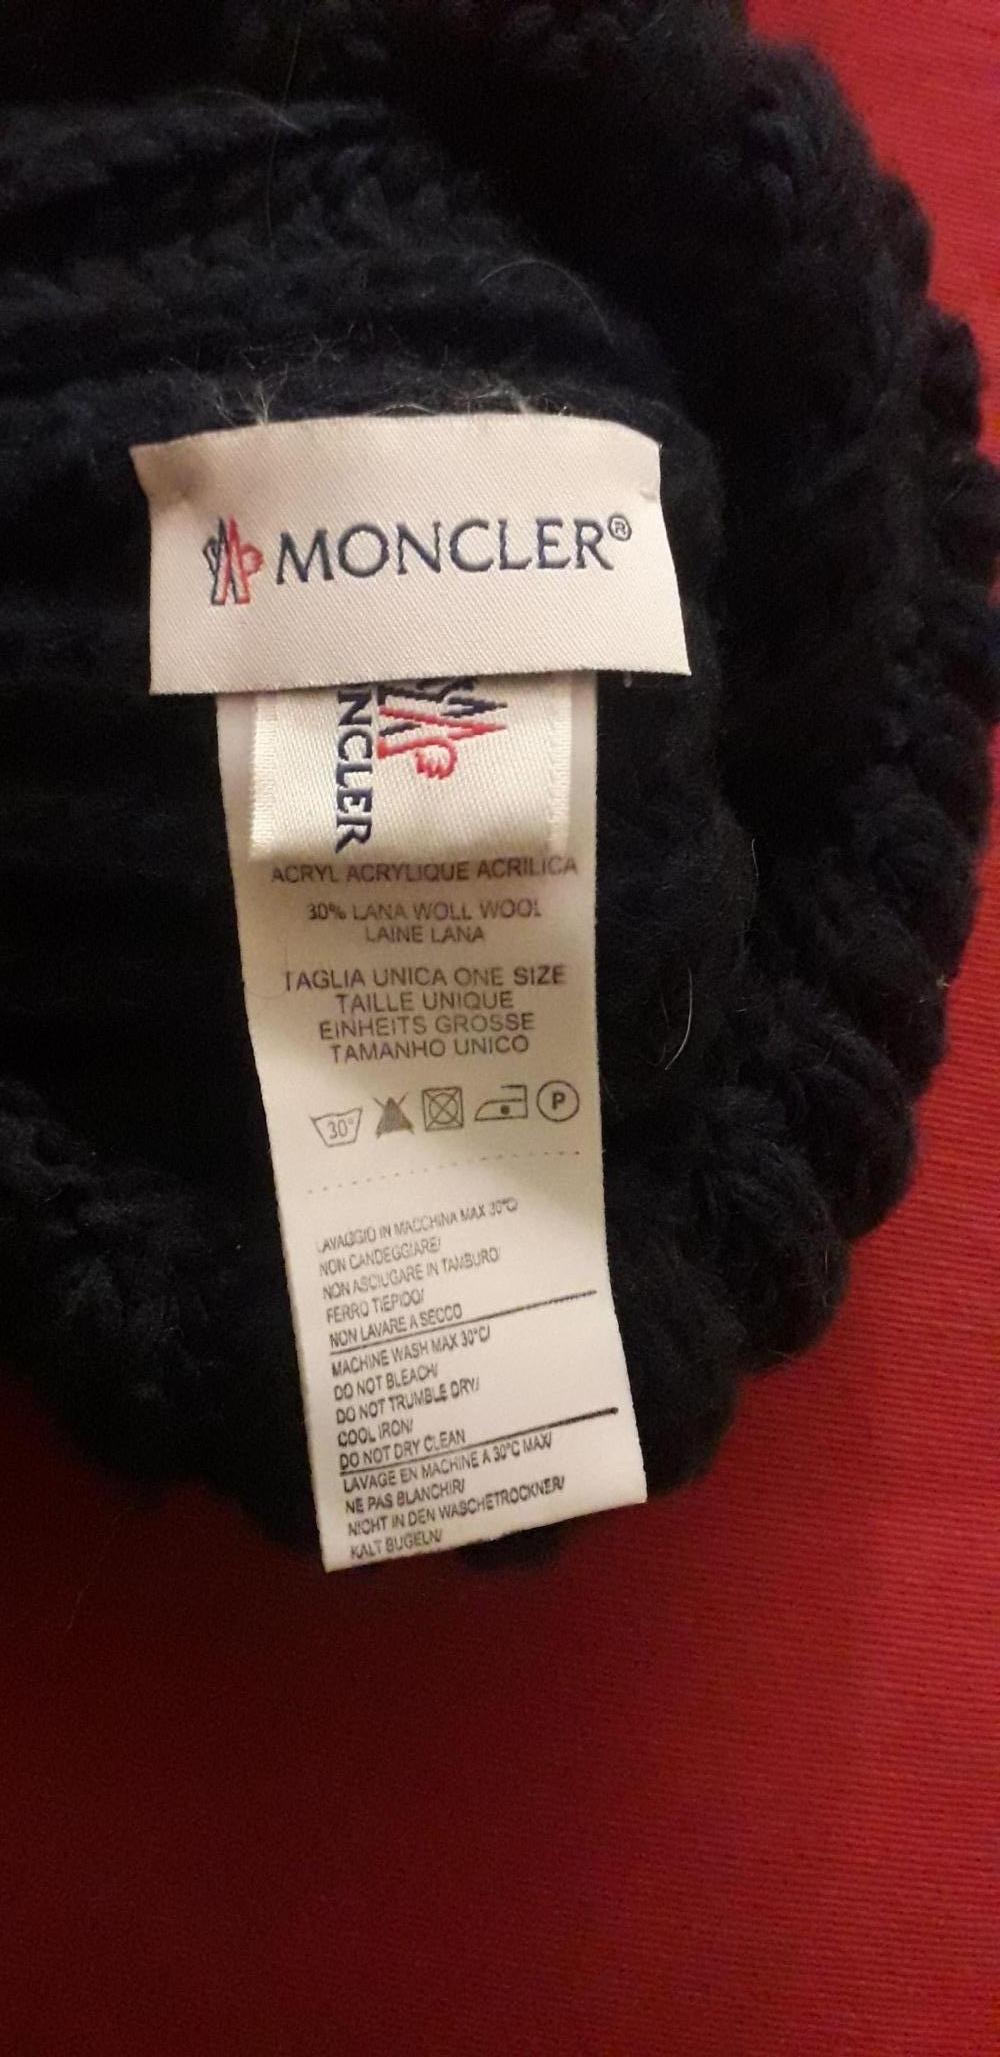 MONCLER®
NCLER
ACRYL ACRYLIQUE ACRILICA
30% LANA WOLL WOOL
LAINE LANA
TAGLIA UNICA ONE SIZE
TAILLE UNIQUE
EINHEITS GROSSE
TAMANHO UNICO
30° P
LAVAGGIO IN MACCHINA MAX 30°C/
NON CANDEGGIARE/
NON ASCIUGARE IN TAMBURO
FERRO TIEPIDO/
NON LAVARE A SECCO
MACHINE WASH MAX 30°C/
DO NOT BLEACH/
DO NOT TRUMBLE DRY/
COOL IRON/
DO NOT DRY CLEAN
LAVAGE EN MACHINE A 30°C MAX/
NE PAS BLANCHIR/
NICHT IN DEN WASCHETROCKNER/
KALT BUGELN/